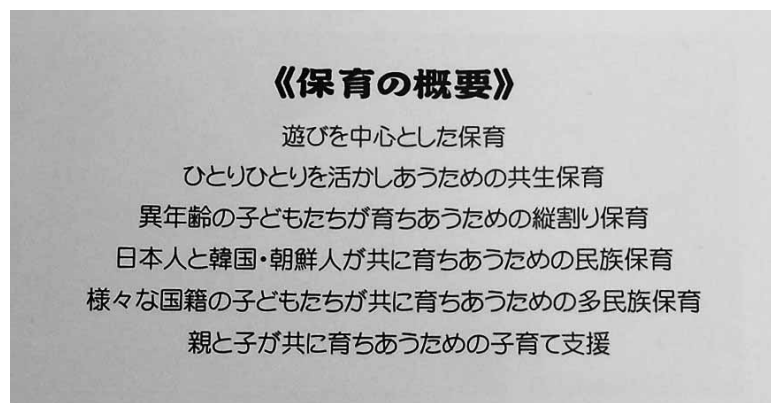 《保育の概要》
遊びを中心とした保育
ひとりひとりを活かしあうための共生保育
異年齢の子どもたちが育ちあうための縦割り保育
日本人と韓国・朝鮮人が共に育ちあうための民族保育
様々な国籍の子どもたちが共に育ちあうための多民族保育
親と子が共に育ちあうための子育て支援